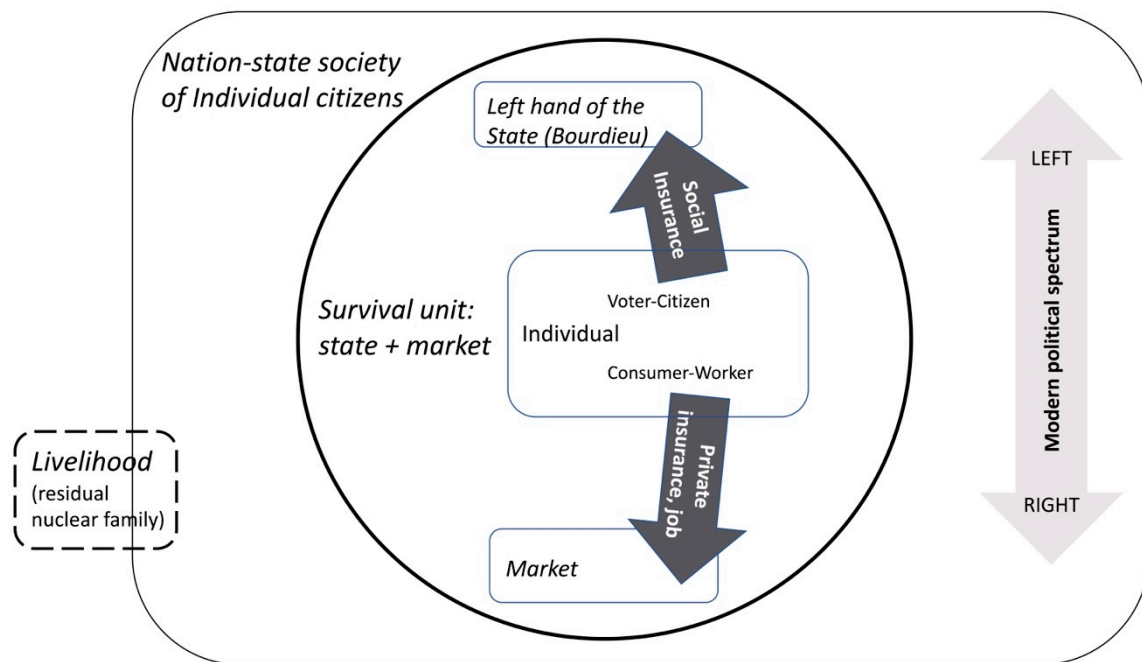 Nation-state society
of Individual citizens
Left hand of the
State (Bourdieu)
Social
Insurance
Survival unit:
state + market
Voter-Citizen
Individual
Consumer-Worker
Private
insurance, job
Market
Livelihood
(residual
nuclear family)
LEFT
Modern political spectrum
RIGHT